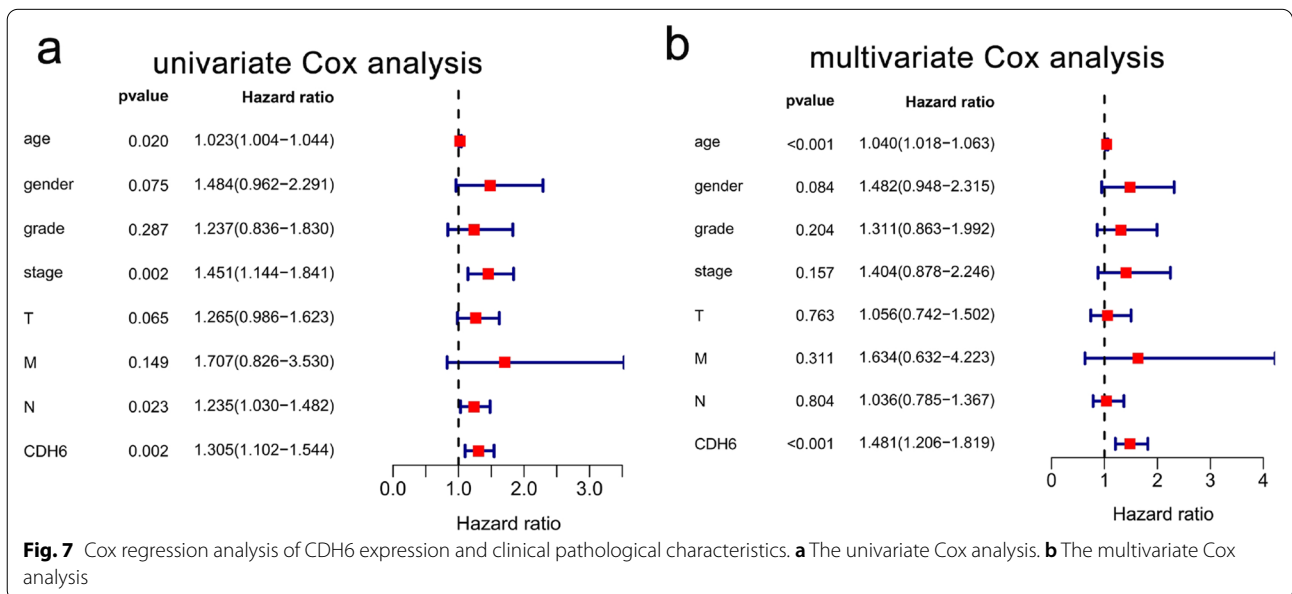 a
univariate Cox analysis
pvalue Hazard ratio
age 0.020 1.023(1.004−1.044)
gender 0.075 1.484(0.962−2.291)
grade 0.287 1.237(0.836−1.830)
stage 0.002 1.451(1.144−1.841)
T 0.065 1.265(0.986−1.623)
M 0.149 1.707(0.826−3.530)
N 0.023 1.235(1.030−1.482)
CDH6 0.002 1.305(1.102−1.544)
0.0 1.0 2.0 3.0
Hazard ratio
b
multivariate Cox analysis
pvalue Hazard ratio
age <0.001 1.040(1.018−1.063)
gender 0.084 1.482(0.948−2.315)
grade 0.204 1.311(0.863−1.992)
stage 0.157 1.404(0.878−2.246)
T 0.763 1.056(0.742−1.502)
M 0.311 1.634(0.632−4.223)
N 0.804 1.036(0.785−1.367)
CDH6 <0.001 1.481(1.206−1.819)
0 1 2 3 4
Hazard ratio
Fig. 7 Cox regression analysis of CDH6 expression and clinical pathological characteristics. a The univariate Cox analysis. b The multivariate Cox
analysis